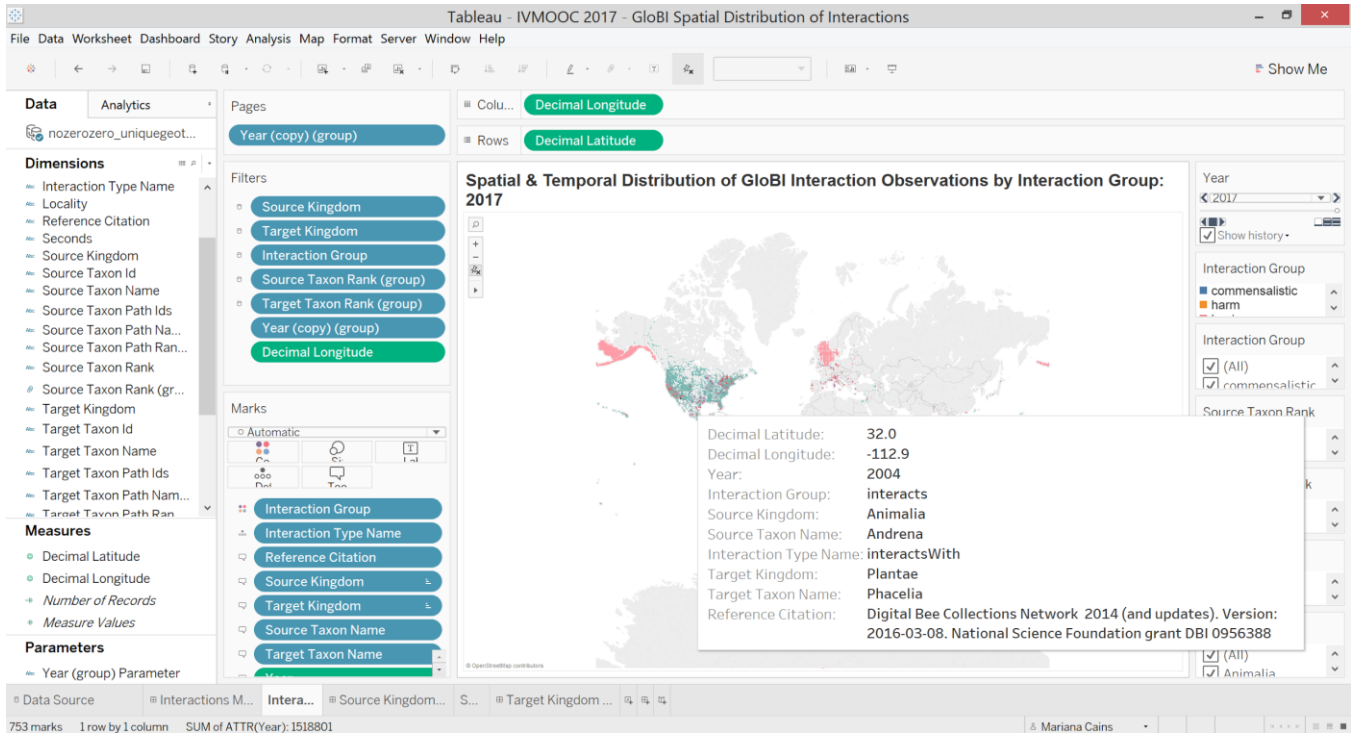 Tableau - IVMOOC 2017 - GloBI Spatial Distribution of Interactions
File Data Worksheet Dashboard Story Analysis Map Format Server Window Help
Show Me
Data Analytics
nozerozero_uniquegeot...
Dimensions
Interaction Type Name
Locality
Reference Citation
Seconds
Source Kingdom
Source Taxon Id
Source Taxon Name
Source Taxon Path Ids
Source Taxon Path Na...
Source Taxon Path Ran...
Source Taxon Rank
Source Taxon Rank (gr...
Target Kingdom
Target Taxon Id
Target Taxon Name
Target Taxon Path Ids
Target Taxon Path Nam...
Target Taxon Path Ran
Measures
Decimal Latitude
Decimal Longitude
Number of Records
Measure Values
Parameters
Year (group) Parameter
Pages
Year (copy) (group)
Filters
Source Kingdom
Target Kingdom
Interaction Group
Source Taxon Rank (group)
Target Taxon Rank (group)
Year (copy) (group)
Decimal Longitude
Marks
Automatic
Interaction Group
Interaction Type Name
Reference Citation
Source Kingdom
Target Kingdom
Source Taxon Name
Target Taxon Name
Colu... Decimal Longitude
Rows Decimal Latitude
Spatial & Temporal Distribution of GloBI Interaction Observations by Interaction Group:
2017
Decimal Latitude: 32.0
Decimal Longitude: -112.9
Year: 2004
Interaction Group: interacts
Source Kingdom: Animalia
Source Taxon Name: Andrena
Interaction Type Name: interactsWith
Target Kingdom: Plantae
Target Taxon Name: Phacelia
Reference Citation: Digital Bee Collections Network 2014 (and updates). Version:
2016-03-08. National Science Foundation grant DBI 0956388
© OpenStreetMap contributors
Year
2017
Show history
Interaction Group
commensalistic
harm
Interaction Group
(All)
commensalistic
Source Taxon Rank
(All)
Animalia
Data Source Interactions M... Intera... Source Kingdom... S... Target Kingdom ...
753 marks 1 row by 1 column SUM of ATTR(Year): 1518801 Mariana Cains